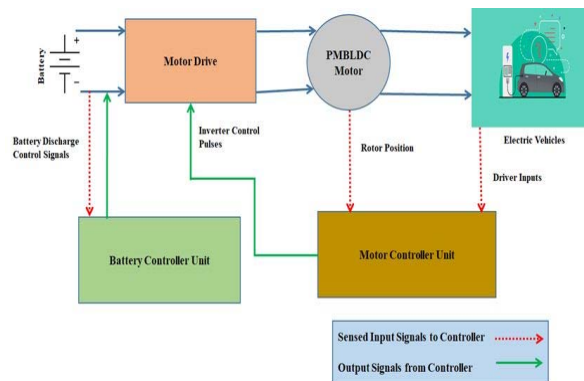 +
Battery
−
Motor Drive
PMBLDC
Motor
Electric Vehicles
Battery Discharge
Control Signals
Inverter Control
Pulses
Rotor Position
Driver Inputs
Battery Controller Unit
Motor Controller Unit
Sensed Input Signals to Controller
Output Signals from Controller